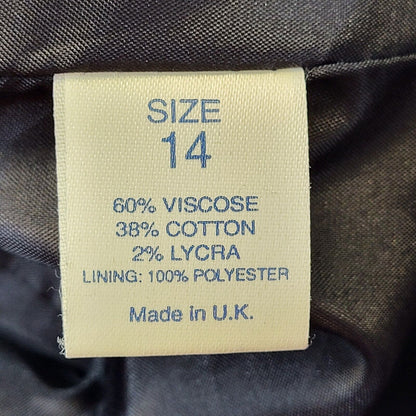 SIZE
14
60% VISCOSE
38% COTTON
2% LYCRA
LINING: 100% POLYESTER
Made in U.K.